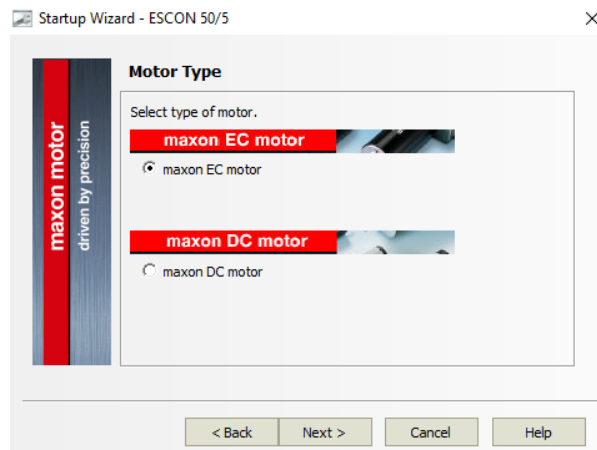 Startup Wizard - ESCON 50/5
maxon motor
driven by precision
Motor Type
Select type of motor.
maxon EC motor
maxon EC motor
maxon DC motor
maxon DC motor
< Back
Next >
Cancel
Help